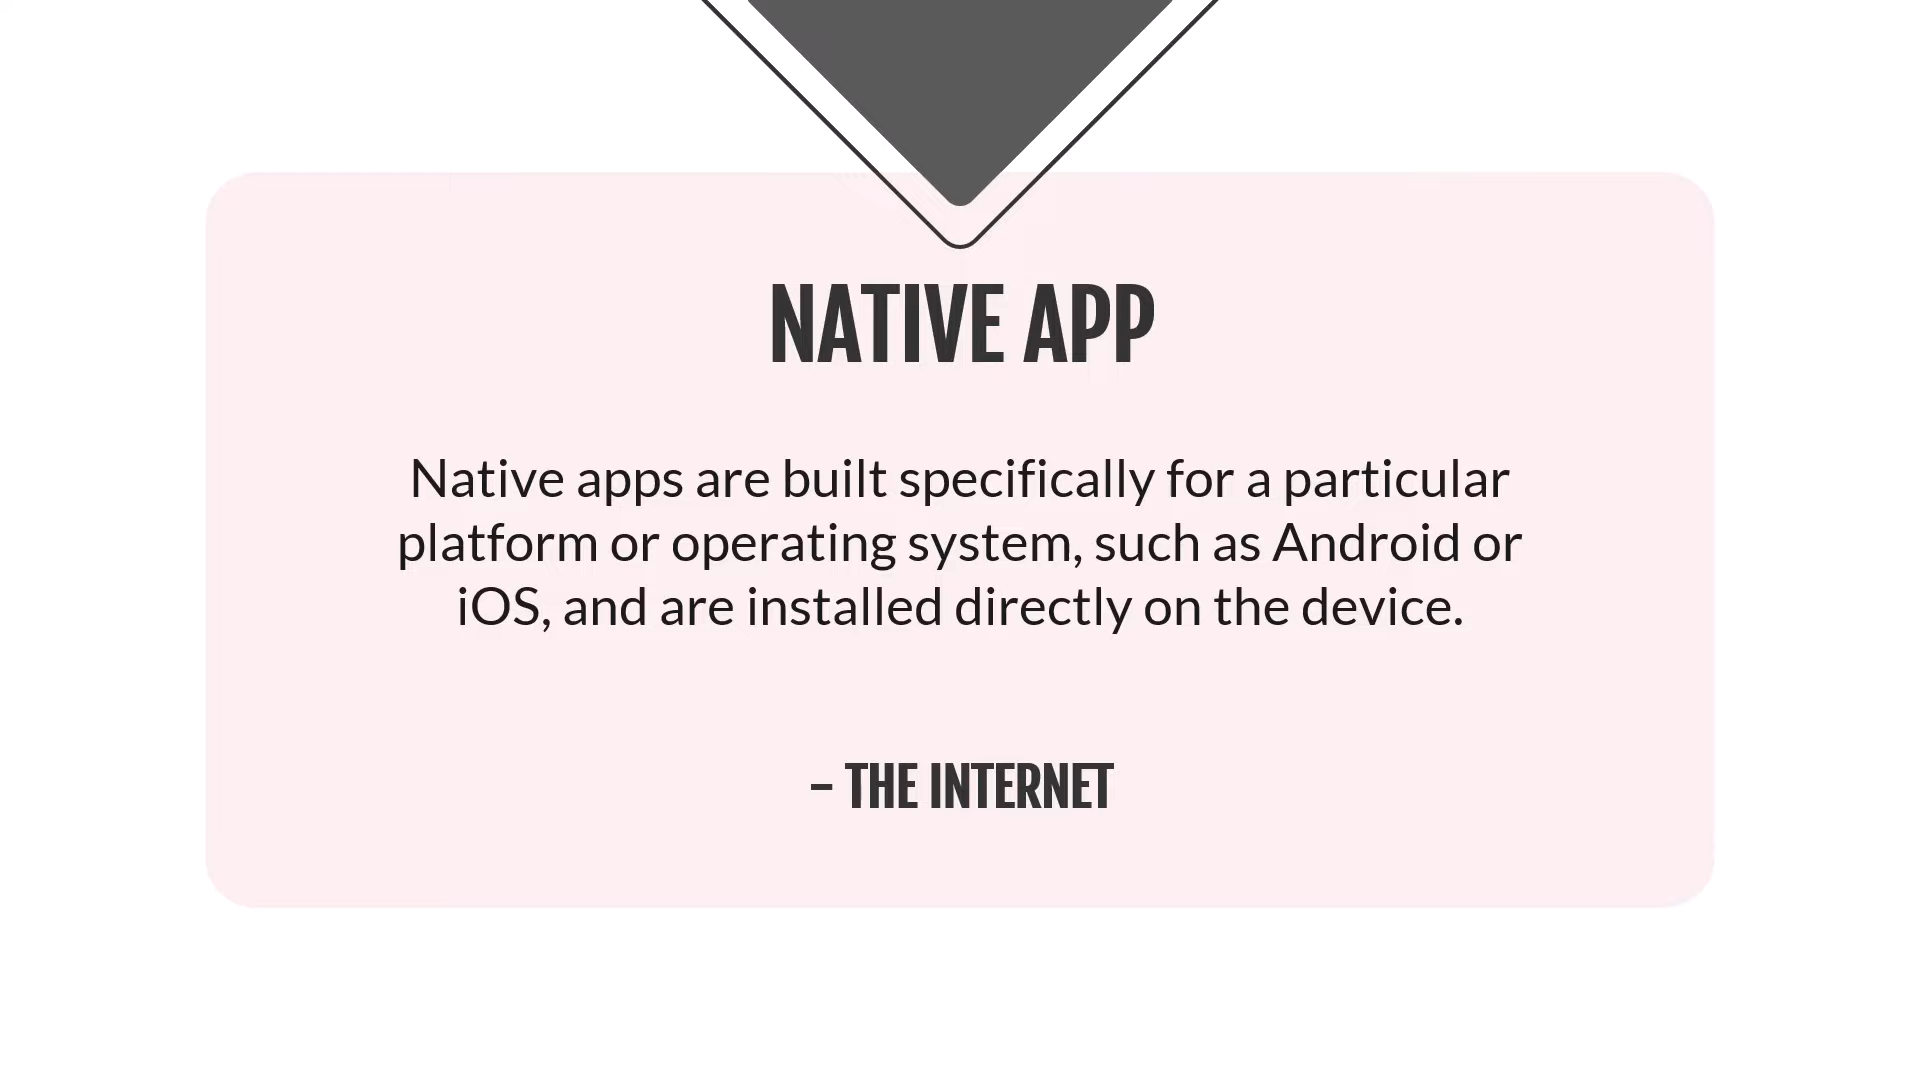 NATIVE APP
Native apps are built specifically for a particular
platform or operating system, such as Android or
iOS, and are installed directly on the device.
– THE INTERNET